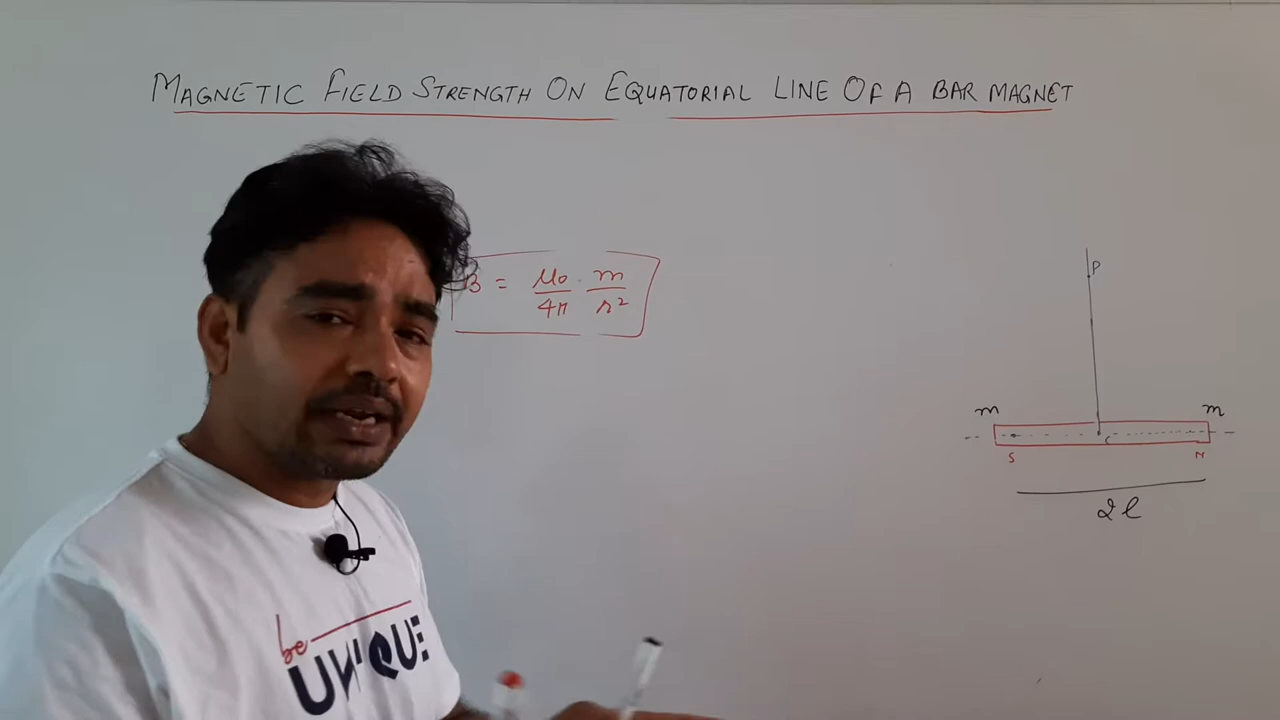 MAGNETIC FIELD STRENGTH ON EQUATORIAL LINE OF A BAR MAGNET
B = μ₀/4π · m/r²
P
m m
C
S N
2l
be
UNIQUE